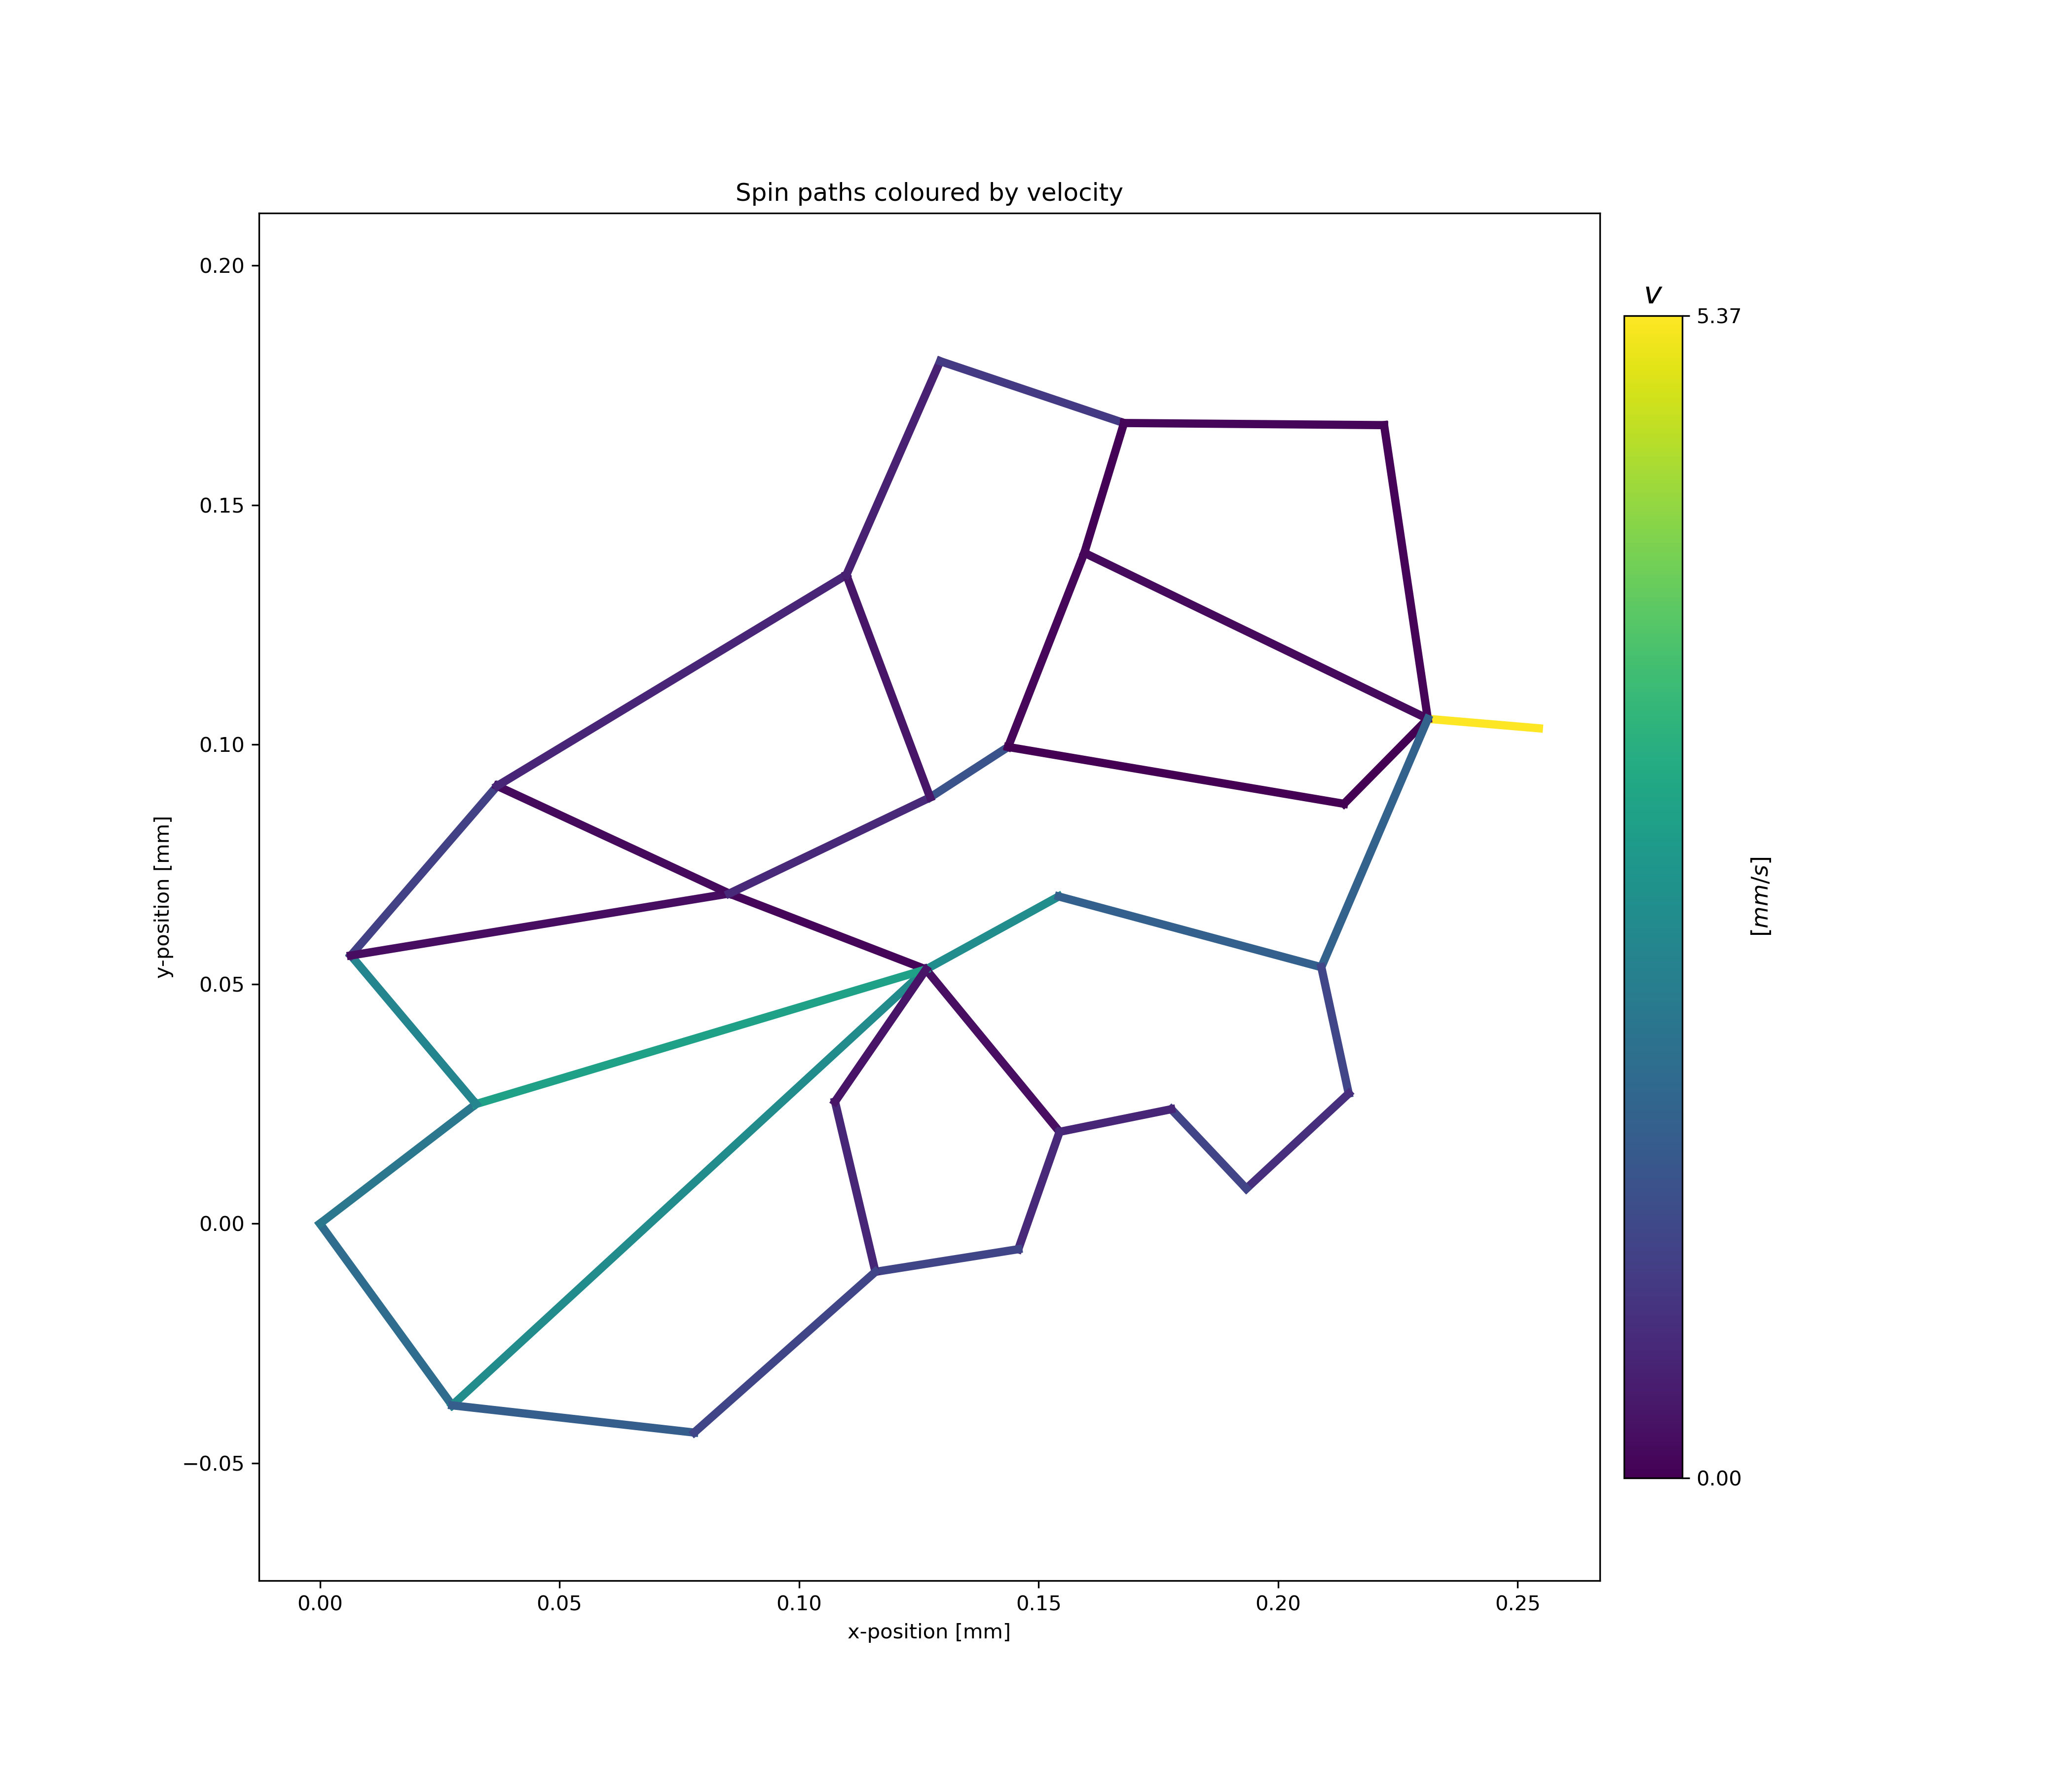 Spin paths coloured by velocity
v
5.37
0.00
[mm/s]
y-position [mm]
0.20
0.15
0.10
0.05
0.00
−0.05
0.00 0.05 0.10 0.15 0.20 0.25
x-position [mm]